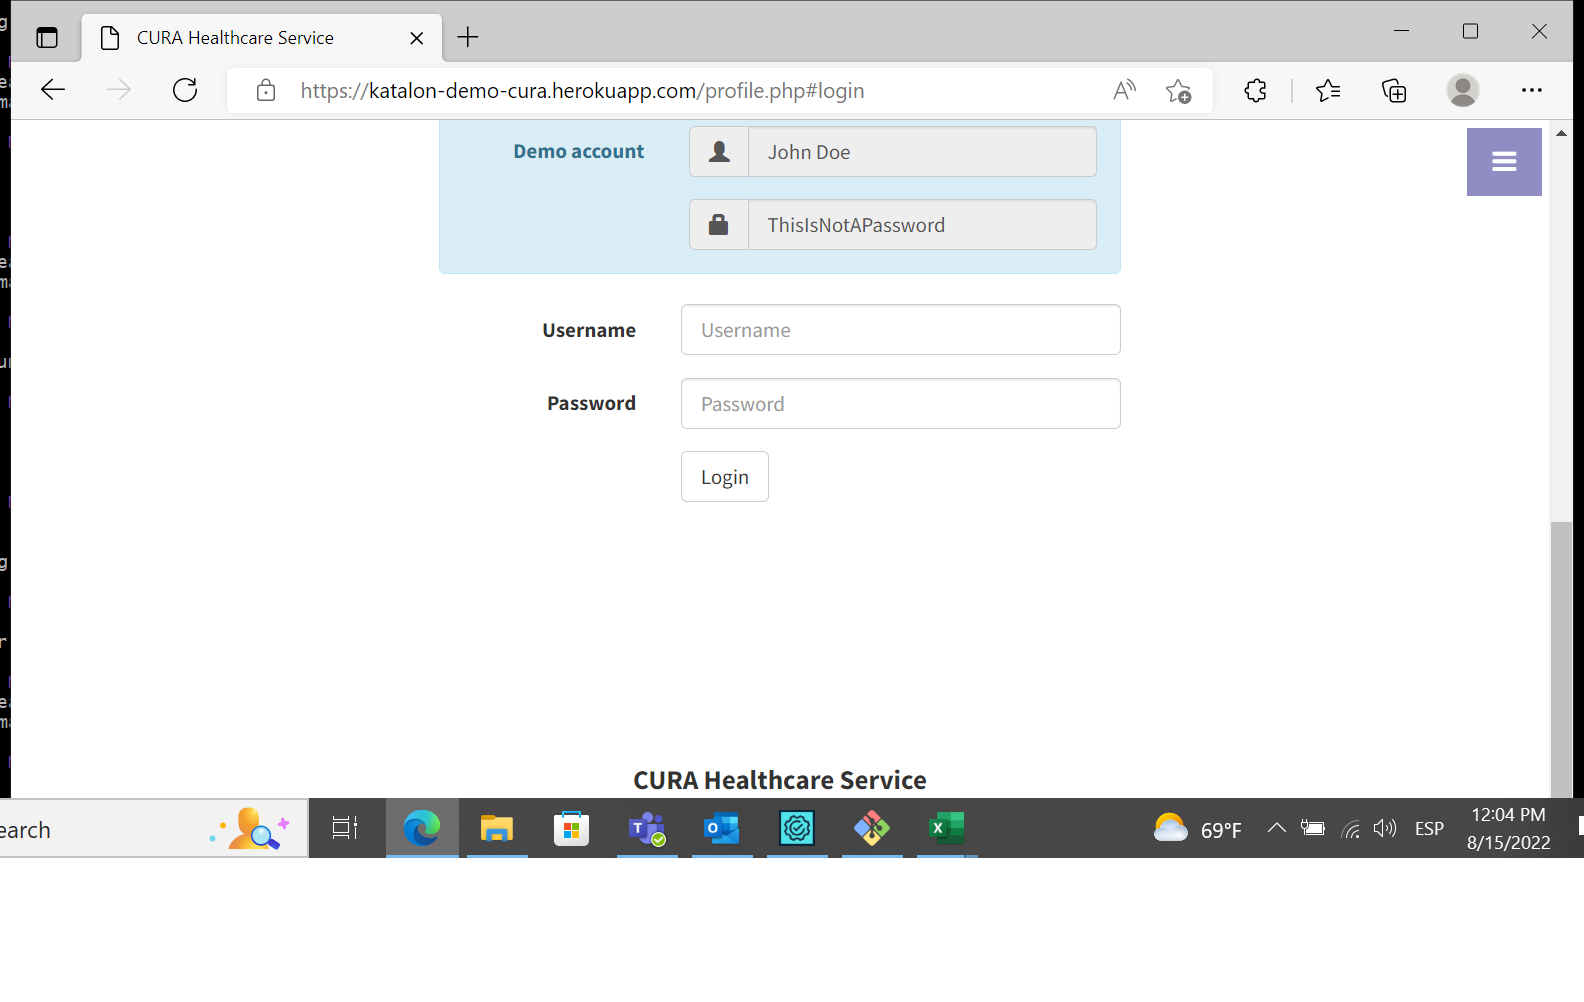 CURA Healthcare Service
https://katalon-demo-cura.herokuapp.com/profile.php#login
Demo account
John Doe
ThisIsNotAPassword
Username
Username
Password
Password
Login
CURA Healthcare Service
earch
69°F
ESP
12:04 PM
8/15/2022